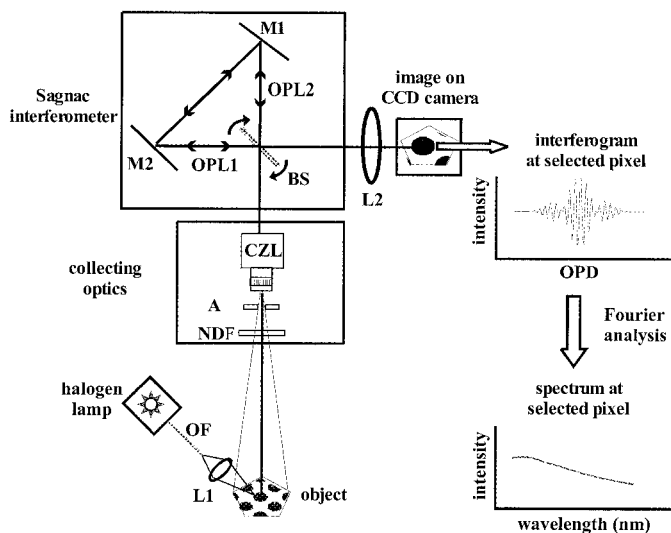 M1
Sagnac
interferometer
OPL2
image on
CCD camera
M2
OPL1
BS
L2
interferogram
at selected pixel
intensity
OPD
collecting
optics
CZL
A
NDF
Fourier
analysis
halogen
lamp
OF
L1
object
spectrum at
selected pixel
intensity
wavelength (nm)